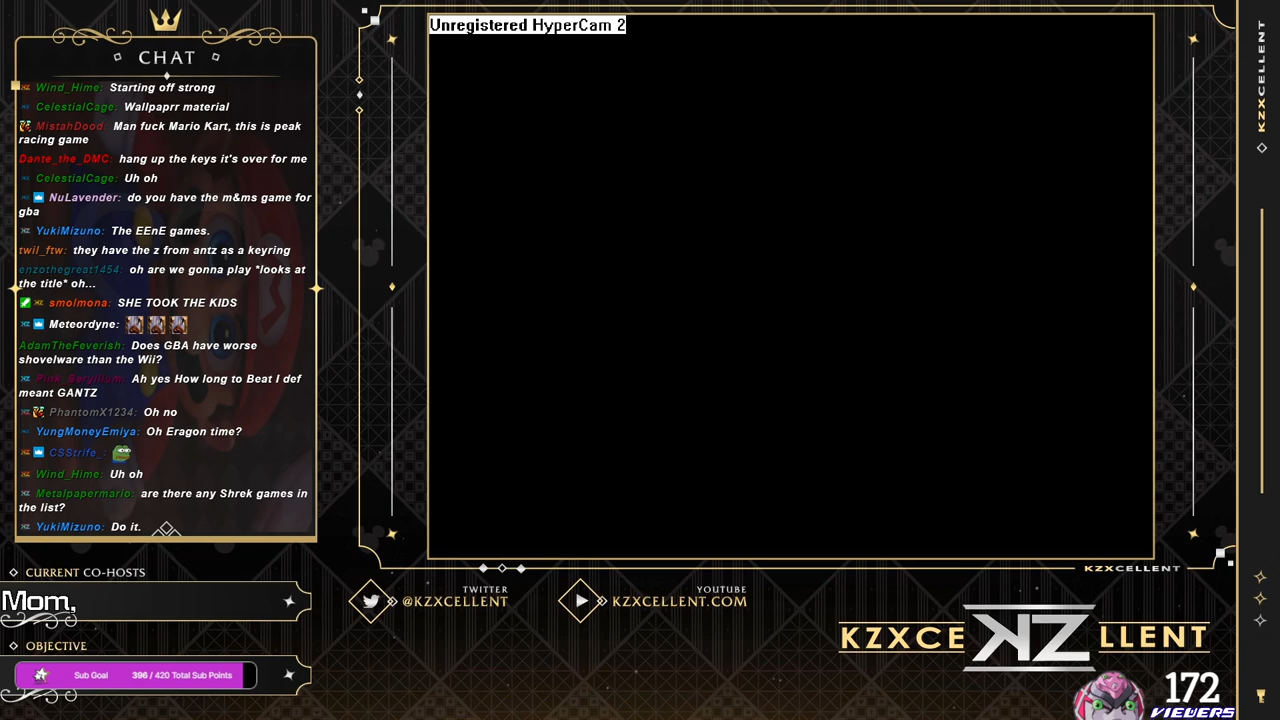 Unregistered HyperCam 2
CHAT
Wind_Hime: Starting off strong
CelestialCage: Wallpaprr material
MistahDood: Man fuck Mario Kart, this is peak
racing game
Dante_the_DMC: hang up the keys it's over for me
CelestialCage: Uh oh
NuLavender: do you have the m&ms game for
gba
YukiMizuno: The EEnE games.
twil_ftw: they have the z from antz as a keyring
enzothegreat1454: oh are we gonna play *looks at
the title* oh...
smolmona: SHE TOOK THE KIDS
Meteordyne:
AdamTheFeverish: Does GBA have worse
shovelware than the Wii?
Pink_Beryllium: Ah yes How long to Beat I def
meant GANTZ
PhantomX1234: Oh no
YungMoneyEmiya: Oh Eragon time?
CSStrife_:
Wind_Hime: Uh oh
Metalpapermario: are there any Shrek games in
the list?
YukiMizuno: Do it.
CURRENT CO-HOSTS
Mom,
OBJECTIVE
Sub Goal 396 / 420 Total Sub Points
TWITTER
@KZXCELLENT
YOUTUBE
KZXCELLENT.COM
KZXCELLENT
KZXCE KZ LLENT
172
VIEWERS
KZXCELLENT